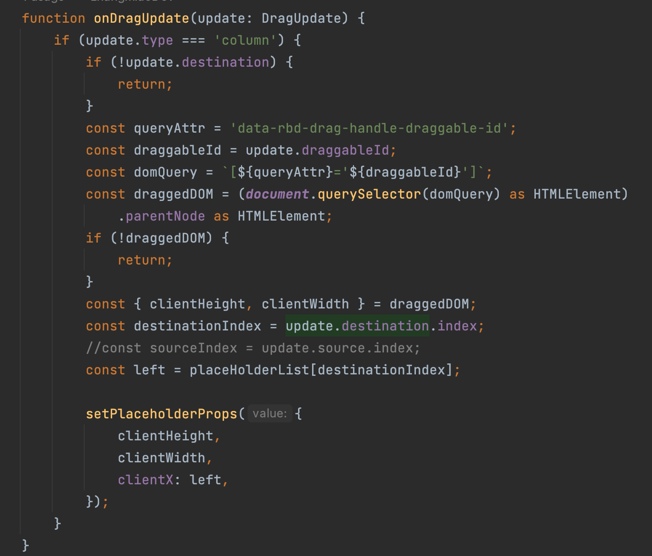 function onDragUpdate(update: DragUpdate) {
    if (update.type === 'column') {
        if (!update.destination) {
            return;
        }
        const queryAttr = 'data-rbd-drag-handle-draggable-id';
        const draggableId = update.draggableId;
        const domQuery = `[${queryAttr}='${draggableId}']`;
        const draggedDOM = (document.querySelector(domQuery) as HTMLElement)
            .parentNode as HTMLElement;
        if (!draggedDOM) {
            return;
        }
        const { clientHeight, clientWidth } = draggedDOM;
        const destinationIndex = update.destination.index;
        //const sourceIndex = update.source.index;
        const left = placeHolderList[destinationIndex];

        setPlaceholderProps( value: {
            clientHeight,
            clientWidth,
            clientX: left,
        });
    }
}